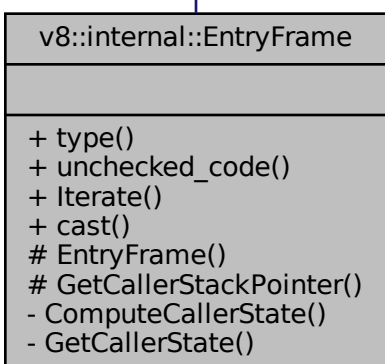 v8::internal::EntryFrame
+ type()
+ unchecked_code()
+ Iterate()
+ cast()
# EntryFrame()
# GetCallerStackPointer()
- ComputeCallerState()
- GetCallerState()